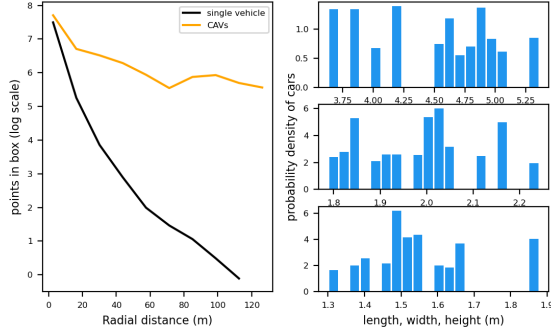 8
7
6
5
4
3
2
1
0
points in box (log scale)
single vehicle
CAVs
0 20 40 60 80 100 120
Radial distance (m)
probability density of cars
1.0
0.5
0.0
3.75 4.00 4.25 4.50 4.75 5.00 5.25
6
4
2
0
1.8 1.9 2.0 2.1 2.2
6
4
2
0
1.3 1.4 1.5 1.6 1.7 1.8 1.9
length, width, height (m)